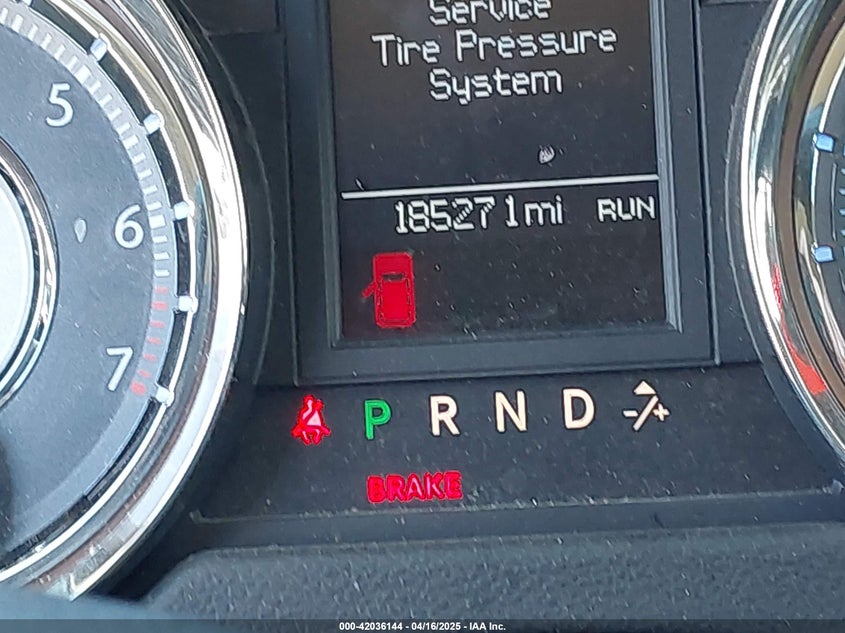 Service
Tire Pressure
System
5
6
7
185271mi RUN
P R N D -/+
BRAKE
000-42036144 - 04/16/2025 - IAA Inc.